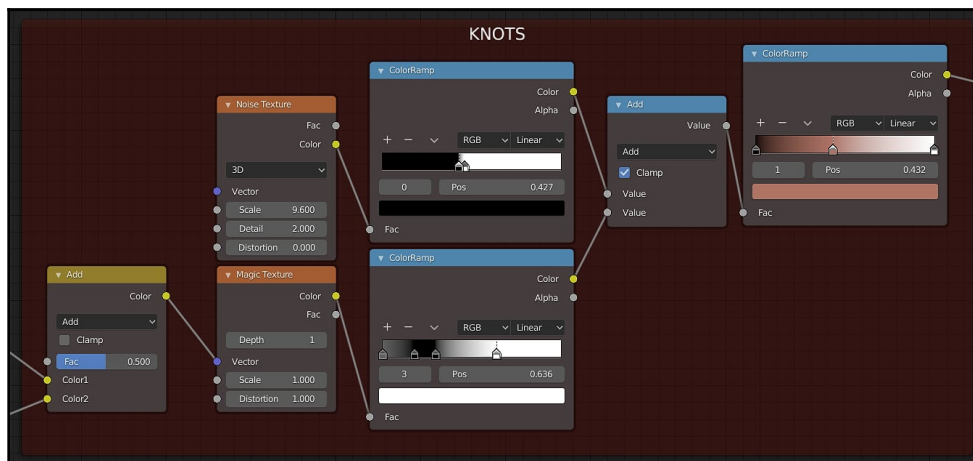 KNOTS
Noise Texture
Fac
Color
3D
Vector
Scale 9.600
Detail 2.000
Distortion 0.000
ColorRamp
Color
Alpha
+ − RGB Linear
0 Pos 0.427
Fac
Add
Value
Add
Clamp
Value
Value
ColorRamp
Color
Alpha
+ − RGB Linear
1 Pos 0.432
Fac
Add
Color
Add
Clamp
Fac 0.500
Color1
Color2
Magic Texture
Color
Fac
Depth 1
Vector
Scale 1.000
Distortion 1.000
ColorRamp
Color
Alpha
+ − RGB Linear
3 Pos 0.636
Fac